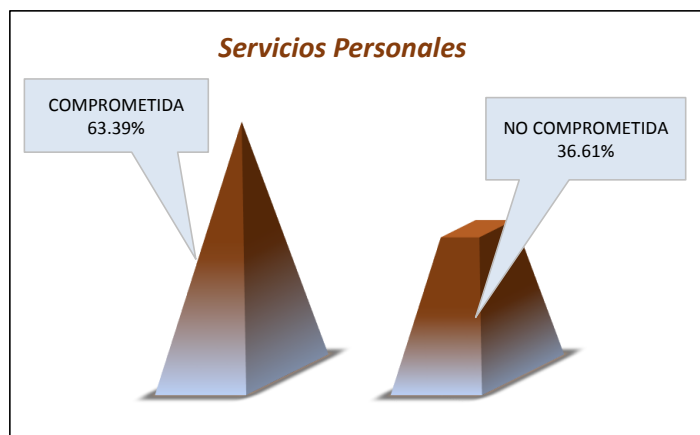 Servicios Personales
COMPROMETIDA
63.39%
NO COMPROMETIDA
36.61%